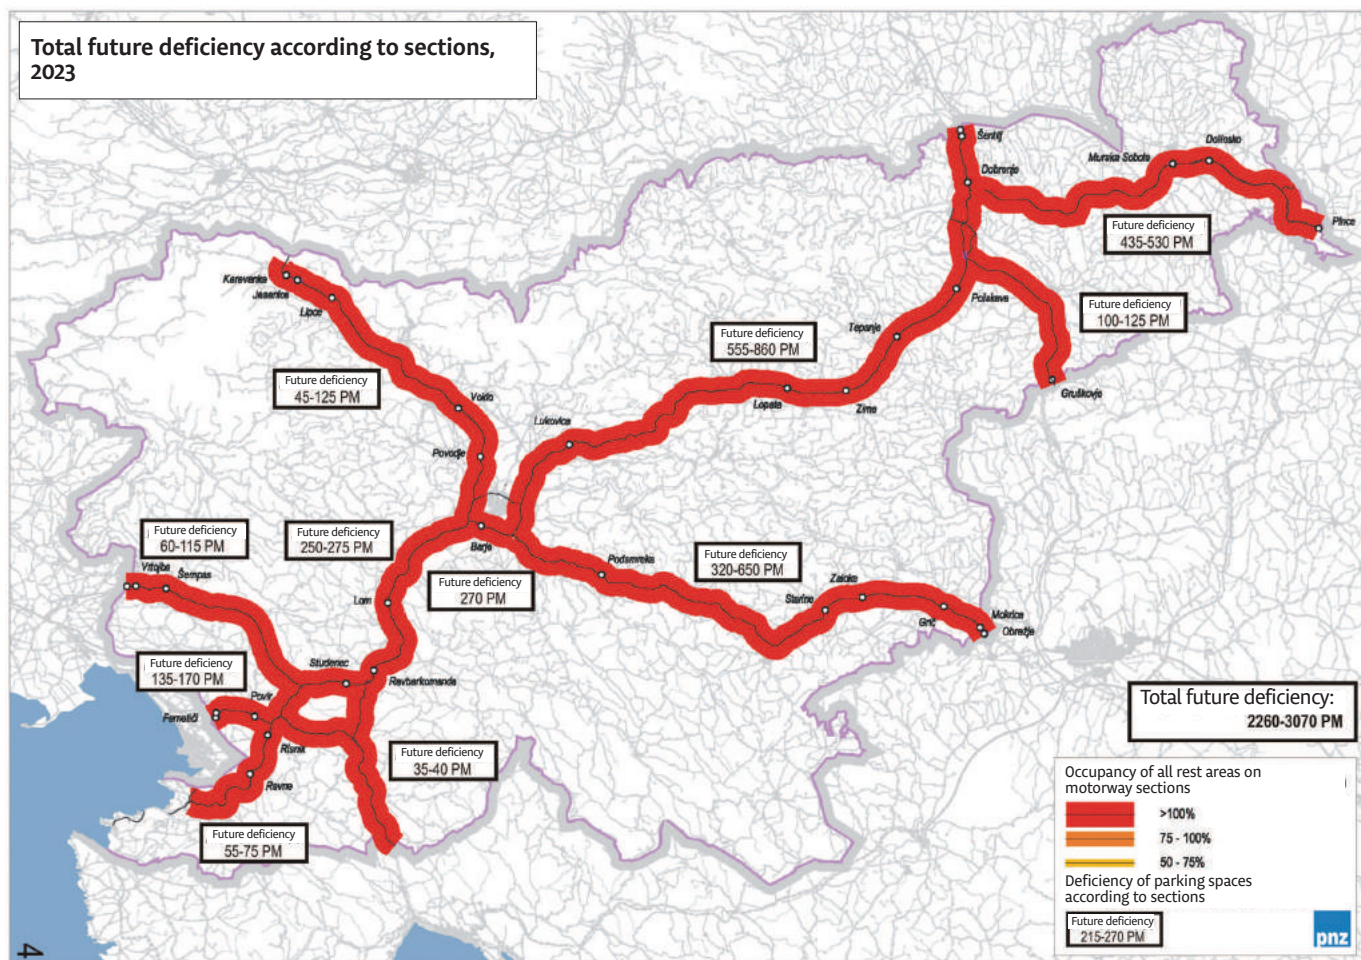 Total future deficiency according to sections,
2023
Šentilj
Dobrenje
Murska Sobota
Dolinsko
Pince
Future deficiency
435-530 PM
Karavanke
Jesenice
Lipce
Future deficiency
100-125 PM
Polskava
Tepanje
Future deficiency
555-860 PM
Future deficiency
45-125 PM
Voklo
Lopata
Zima
Gruškovje
Lukovica
Povodje
Future deficiency
60-115 PM
Future deficiency
250-275 PM
Barje
Vrtojba
Šempas
Future deficiency
270 PM
Podsmreka
Future deficiency
320-650 PM
Lom
Zaloke
Starine
Grič
Mokrice
Obrežje
Future deficiency
135-170 PM
Studenec
Ravbarkomanda
Povir
Fernetiči
Risnik
Ravne
Future deficiency
35-40 PM
Future deficiency
55-75 PM
Total future deficiency:
2260-3070 PM
Occupancy of all rest areas on
motorway sections
>100%
75 - 100%
50 - 75%
Deficiency of parking spaces
according to sections
Future deficiency
215-270 PM
pnz
4